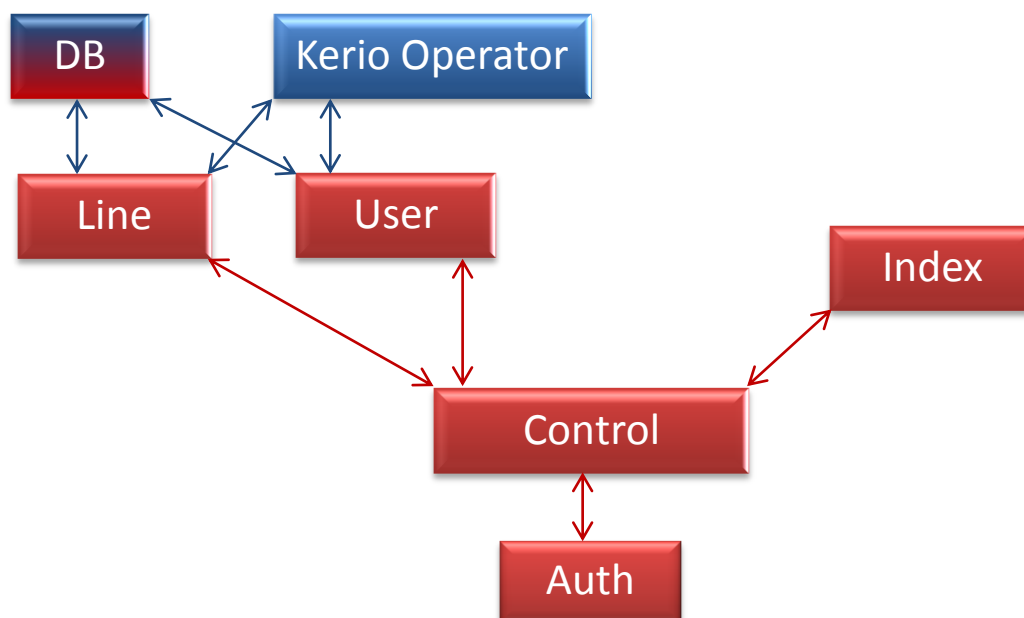 DB
Kerio Operator
Line
User
Index
Control
Auth